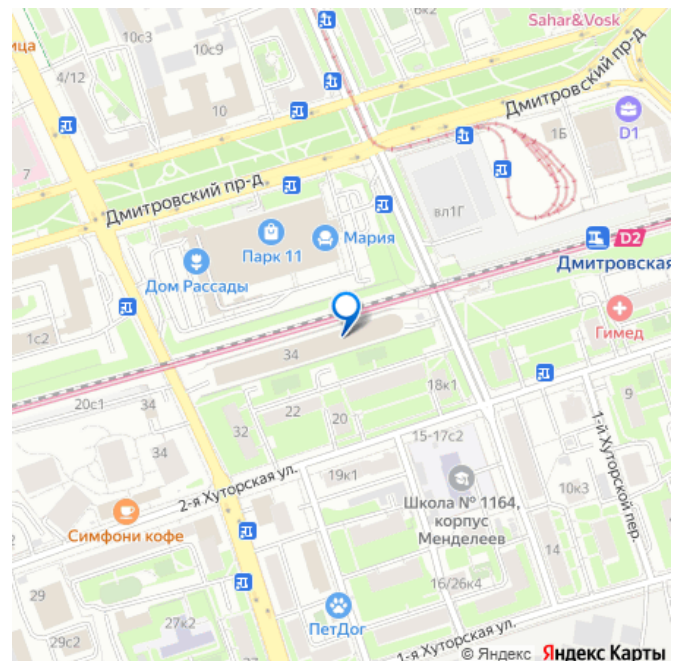 6к2
Sahar&Vosk
10с3
ица
10с9
4/12
10
Дмитровский пр-д
1Б
D1
7
Дмитровский пр-д
вл1Г
Парк 11
Мария
D2
Дмитровская
Дом Рассады
Гимед
1с2
34
18к1
20с1
34
22
20
9
32
15-17с2
1-й Хуторской пер.
34
2-я Хуторская ул.
19к1
10к3
Школа № 1164,
корпус
Менделеев
Симфони кофе
14
16/26к4
29
27к2
ПетДог
29с2
1-я Хуторская ул.
© Яндекс Яндекс Карты